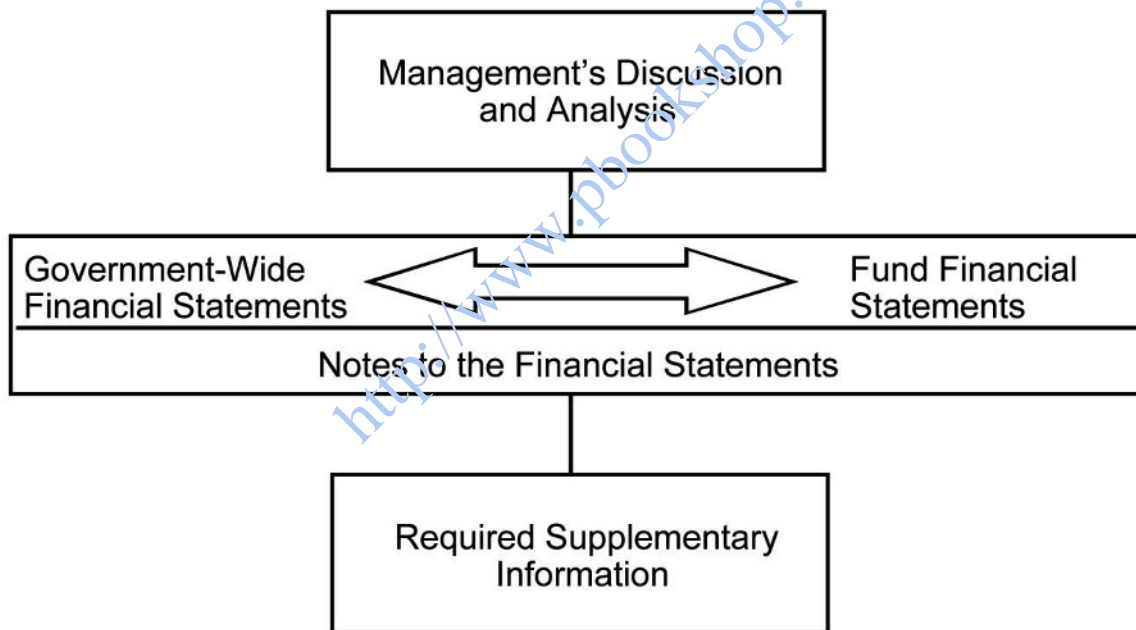 Management's Discussion
and Analysis
Government-Wide
Financial Statements
Fund Financial
Statements
Notes to the Financial Statements
Required Supplementary
Information
http://www.pbookshop.